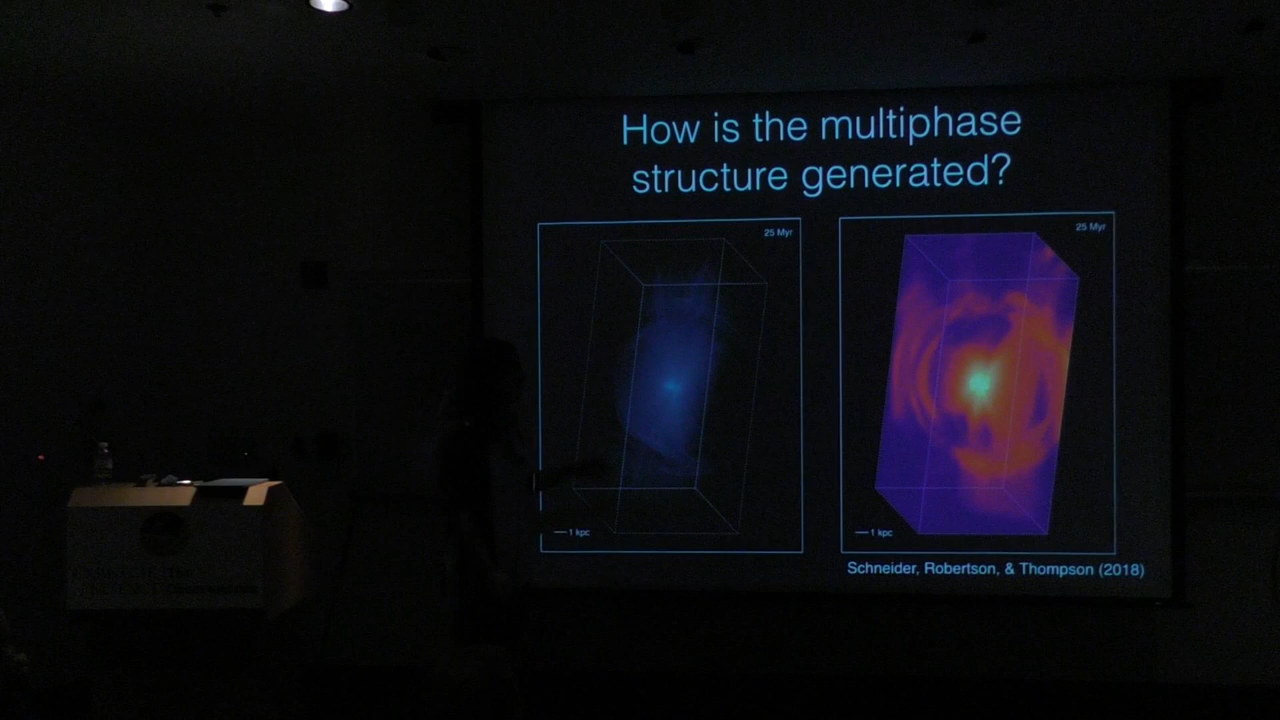 How is the multiphase
structure generated?
25 Myr
25 Myr
1 kpc
1 kpc
Schneider, Robertson, & Thompson (2018)